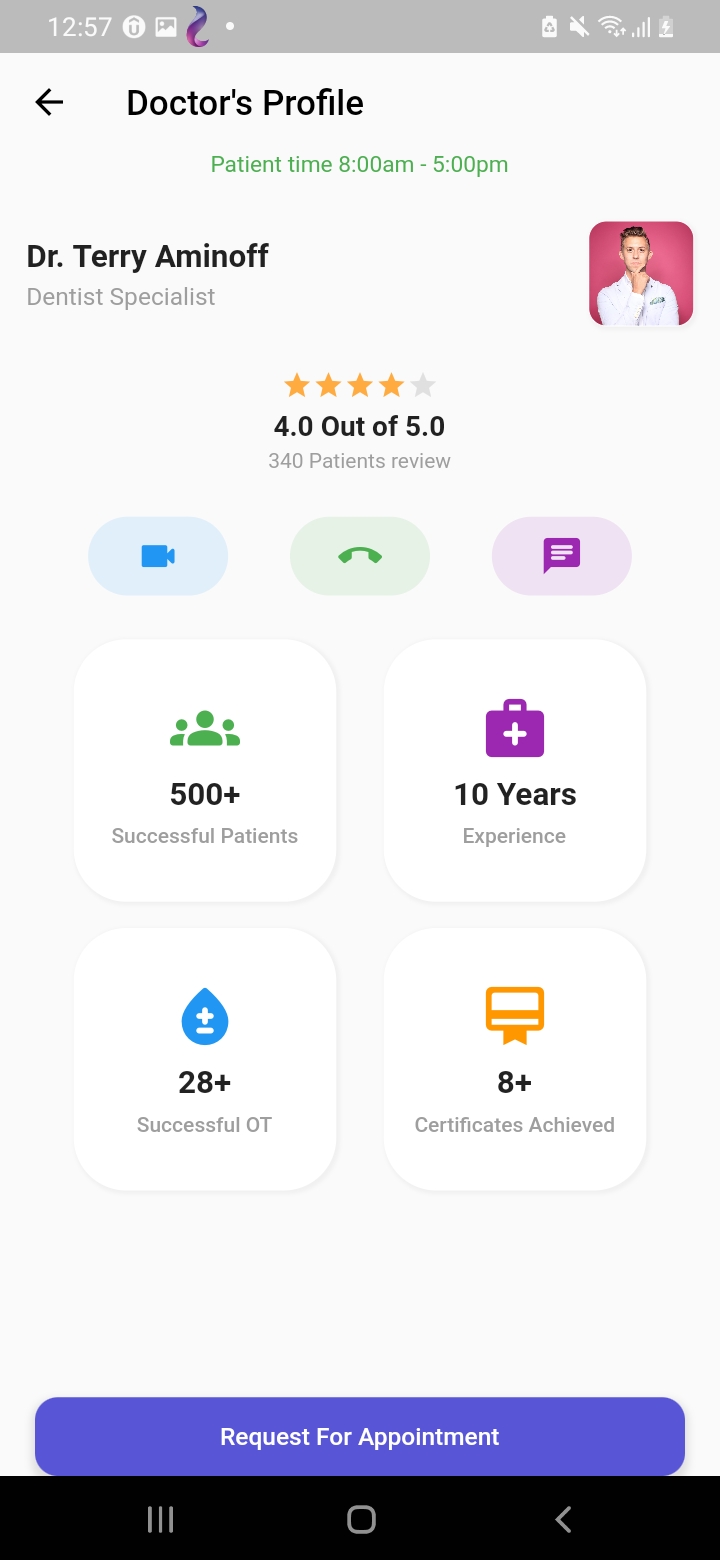 12:57
Doctor's Profile
Patient time 8:00am - 5:00pm
Dr. Terry Aminoff
Dentist Specialist
4.0 Out of 5.0
340 Patients review
500+
Successful Patients
10 Years
Experience
28+
Successful OT
8+
Certificates Achieved
Request For Appointment